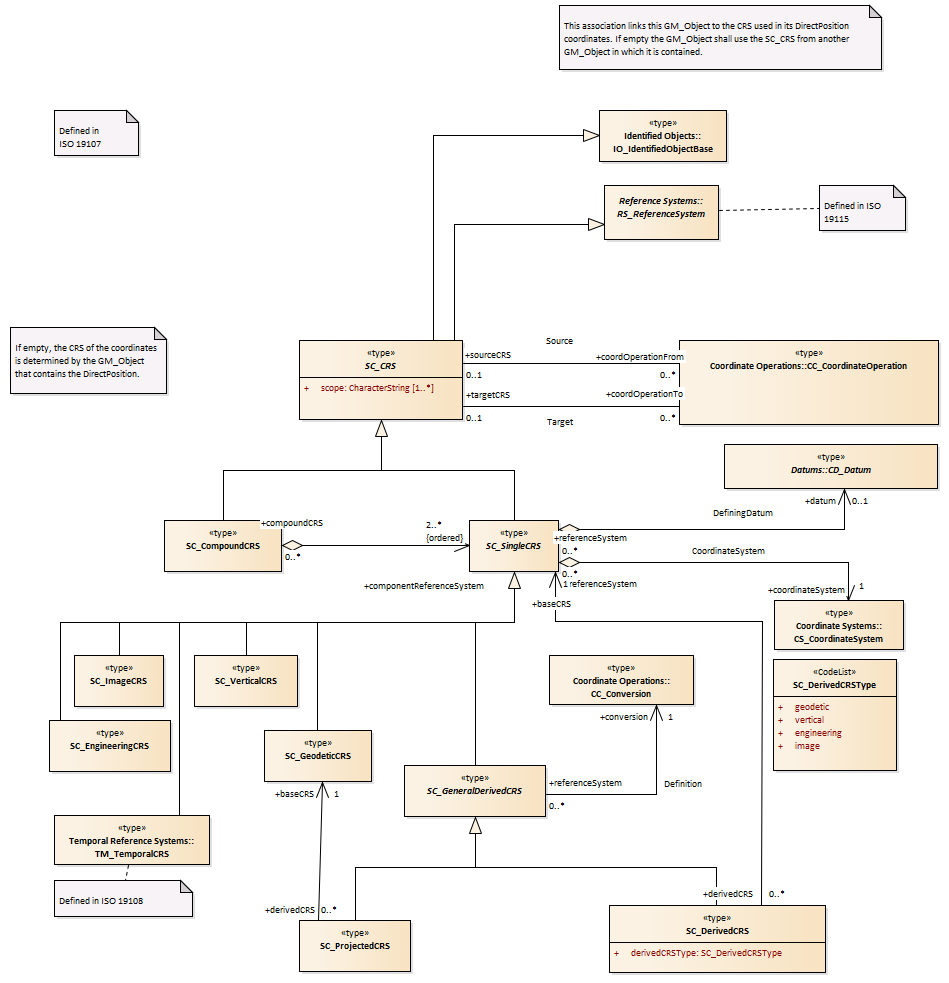 This association links this GM_Object to the CRS used in its DirectPosition
coordinates. If empty the GM_Object shall use the SC_CRS from another
GM_Object in which it is contained.
Defined in
ISO 19107
«type»
Identified Objects::
IO_IdentifiedObjectBase
Reference Systems::
RS_ReferenceSystem
Defined in ISO
19115
If empty, the CRS of the coordinates
is determined by the GM_Object
that contains the DirectPosition.
«type»
SC_CRS
+ scope: CharacterString [1..*]
Source
+sourceCRS
+coordOperationFrom
0..1
0..*
+targetCRS
+coordOperationTo
0..1
0..*
Target
«type»
Coordinate Operations::CC_CoordinateOperation
«type»
Datums::CD_Datum
+datum
0..1
DefiningDatum
+referenceSystem
0..*
CoordinateSystem
0..*
1
referenceSystem
+coordinateSystem
1
«type»
SC_CompoundCRS
+compoundCRS
0..*
2..*
{ordered}
«type»
SC_SingleCRS
+componentReferenceSystem
+baseCRS
«type»
Coordinate Systems::
CS_CoordinateSystem
«type»
SC_ImageCRS
«type»
SC_VerticalCRS
«type»
Coordinate Operations::
CC_Conversion
«CodeList»
SC_DerivedCRSType
+ geodetic
+ vertical
+ engineering
+ image
«type»
SC_EngineeringCRS
«type»
SC_GeodeticCRS
+conversion
1
«type»
SC_GeneralDerivedCRS
+referenceSystem
0..*
Definition
+baseCRS
1
«type»
Temporal Reference Systems::
TM_TemporalCRS
Defined in ISO 19108
+derivedCRS
0..*
+derivedCRS
0..*
«type»
SC_ProjectedCRS
«type»
SC_DerivedCRS
+ derivedCRSType: SC_DerivedCRSType